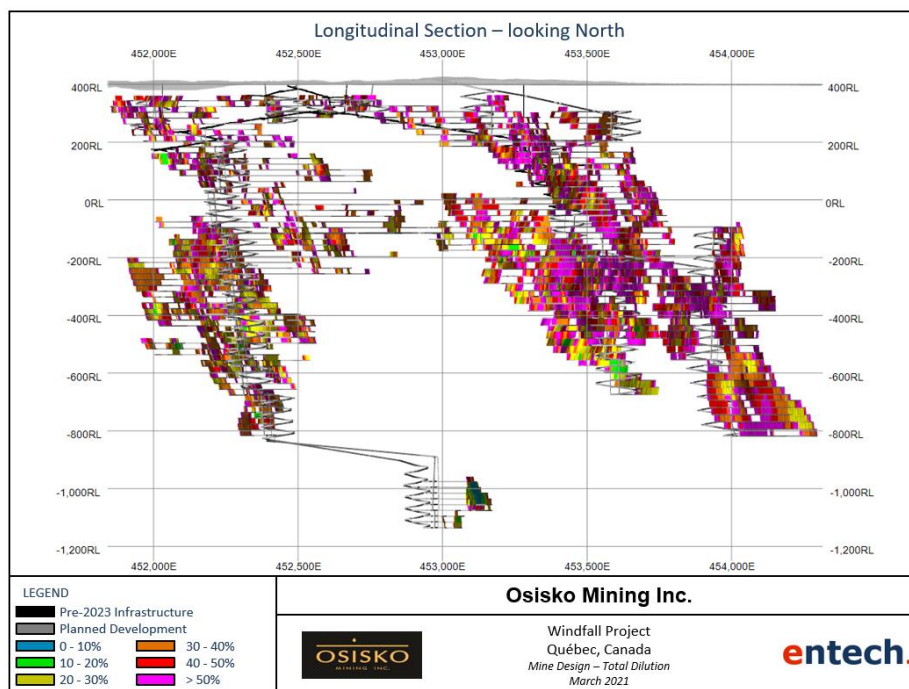 Longitudinal Section – looking North
452,000E 452,500E 453,000E 453,500E 454,000E
400RL 400RL
200RL 200RL
0RL 0RL
-200RL -200RL
-400RL -400RL
-600RL -600RL
-800RL -800RL
-1,000RL -1,000RL
-1,200RL -1,200RL
452,000E 452,500E 453,000E 453,500E 454,000E
LEGEND
Pre-2023 Infrastructure
Planned Development
0 - 10% 30 - 40%
10 - 20% 40 - 50%
20 - 30% > 50%
Osisko Mining Inc.
OSISKO
MINING INC.
Windfall Project
Québec, Canada
Mine Design – Total Dilution
March 2021
entech.